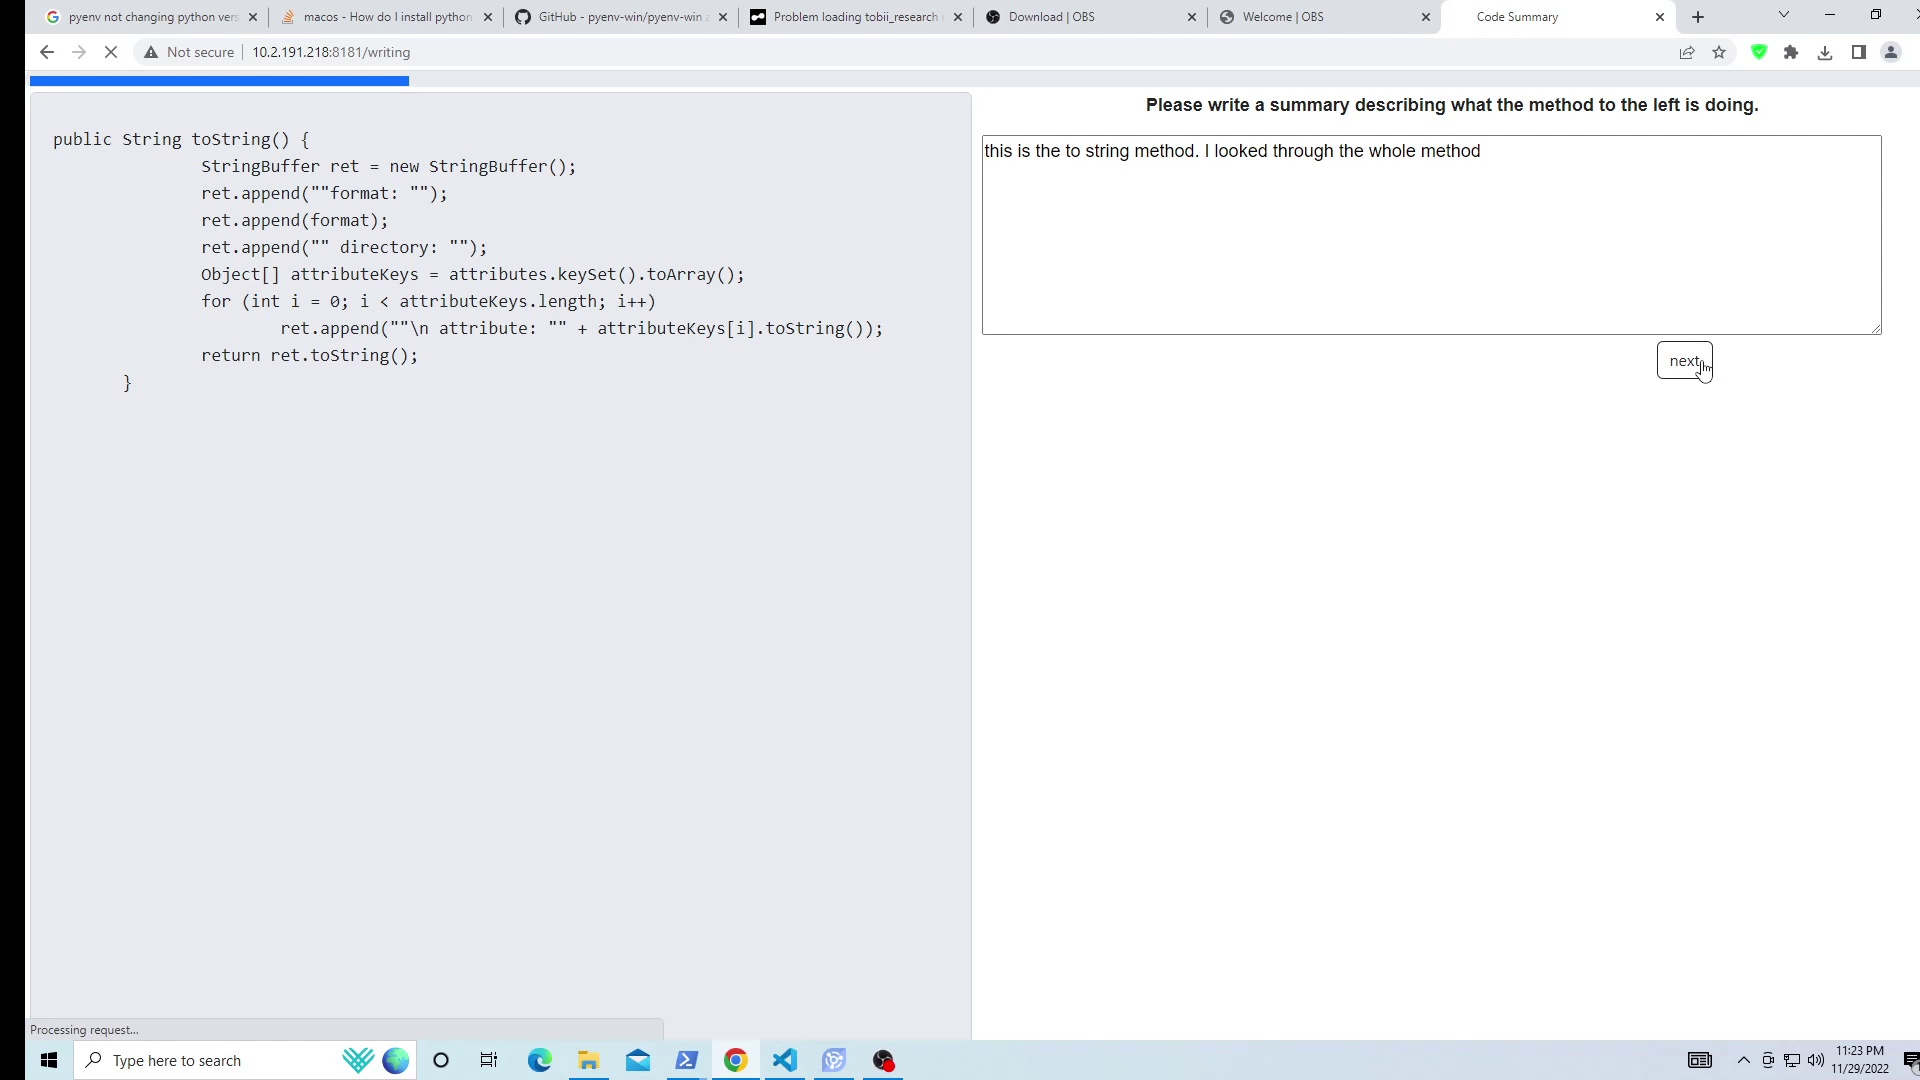 pyenv not changing python vers
macos - How do I install python
GitHub - pyenv-win/pyenv-win a
Problem loading tobii_research
Download | OBS
Welcome | OBS
Code Summary
Not secure
10.2.191.218:8181/writing
public String toString() {
StringBuffer ret = new StringBuffer();
ret.append(""format: "");
ret.append(format);
ret.append("" directory: "");
Object[] attributeKeys = attributes.keySet().toArray();
for (int i = 0; i < attributeKeys.length; i++)
ret.append(""\n attribute: "" + attributeKeys[i].toString());
return ret.toString();
}
Please write a summary describing what the method to the left is doing.
this is the to string method. I looked through the whole method
next
Processing request...
Type here to search
11:23 PM
11/29/2022